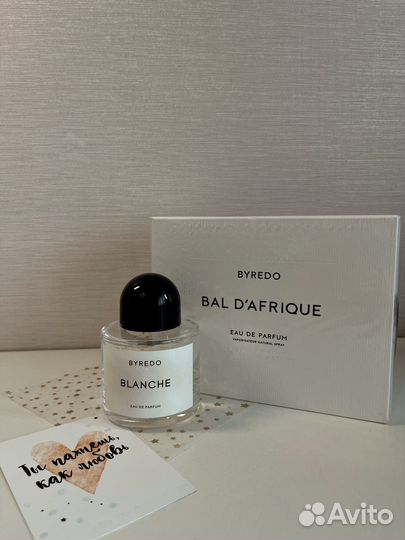 BYREDO
BAL D'AFRIQUE
EAU DE PARFUM
VAPORISATEUR NATURAL SPRAY
BYREDO
BLANCHE
EAU DE PARFUM
Ты пахнешь,
как любовь
Avito